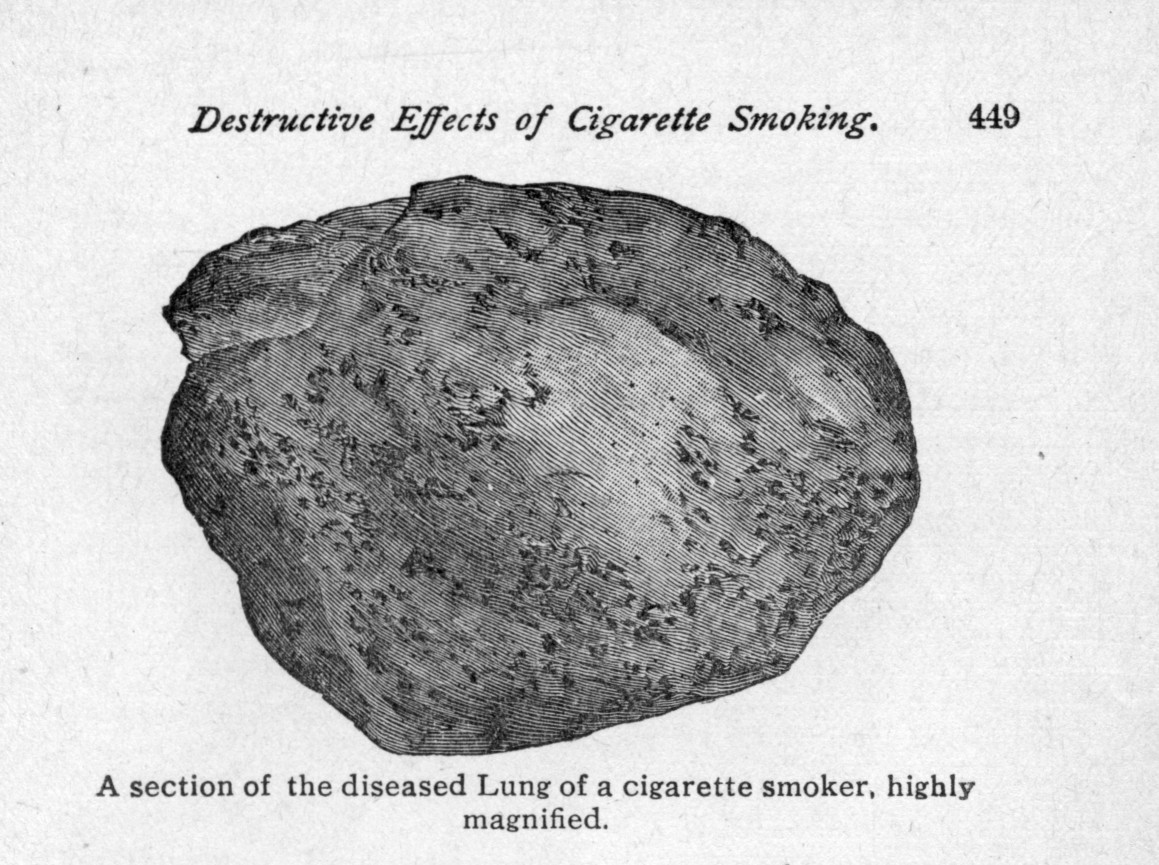 Destructive Effects of Cigarette Smoking. 449
A section of the diseased Lung of a cigarette smoker, highly
magnified.